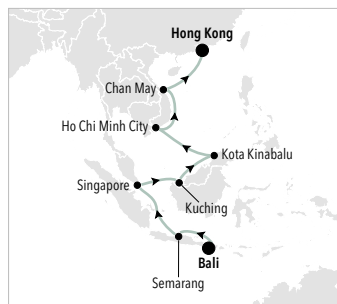 Hong Kong
Chan May
Ho Chi Minh City
Kota Kinabalu
Singapore
Kuching
Bali
Semarang